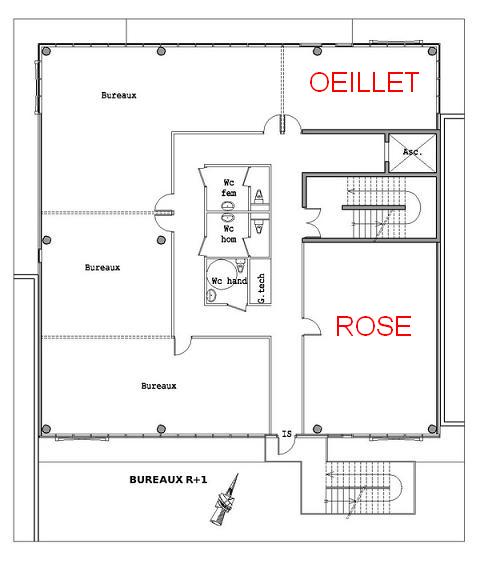 OEILLET
Bureaux
Asc.
Wc
fem
Wc
hom
Bureaux
Wc hand
G.tech
ROSE
Bureaux
IS
BUREAUX R+1